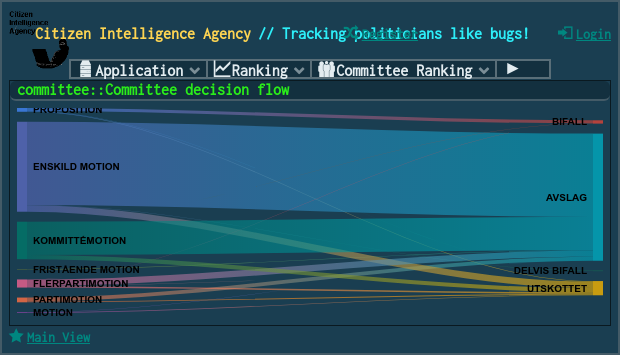 Citizen
Intelligence
Agency
Citizen Intelligence Agency // Tracking politicians like bugs!
Login
Application
Ranking
Committee Ranking
committee::Committee decision flow
PROPOSITION
BIFALL
ENSKILD MOTION
AVSLAG
KOMMITTÉMOTION
FRISTÅENDE MOTION
DELVIS BIFALL
FLERPARTIMOTION
UTSKOTTET
PARTIMOTION
MOTION
Main View